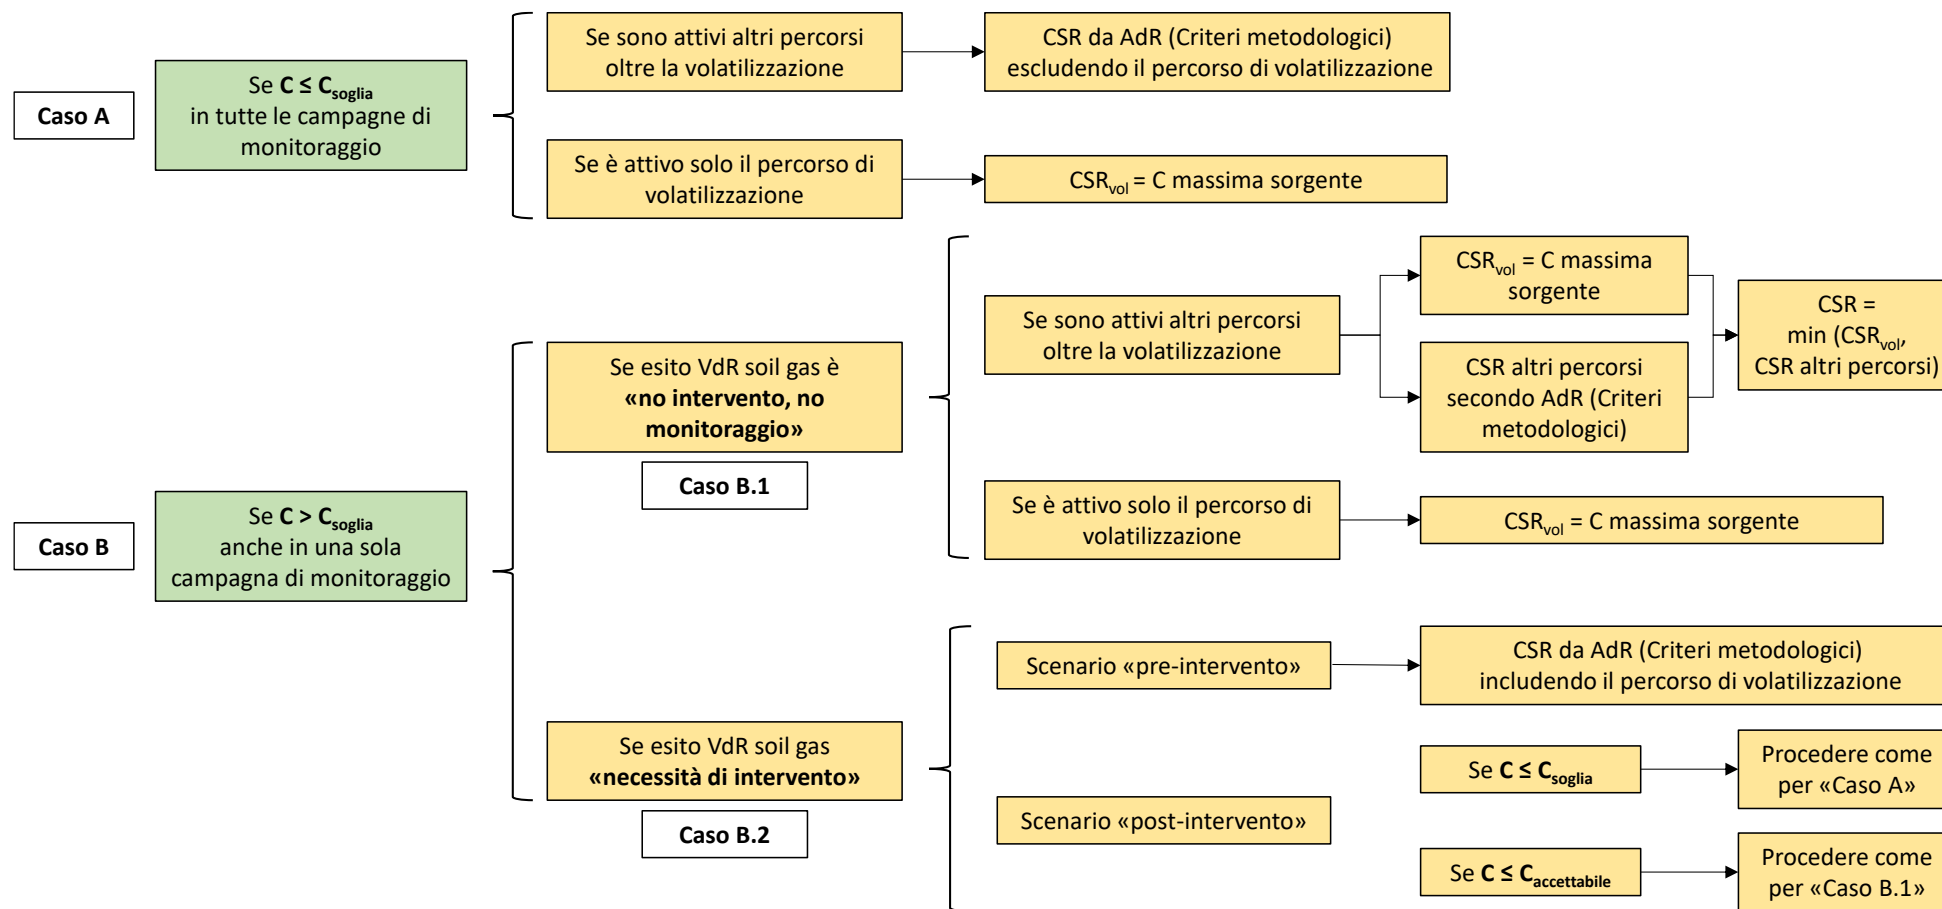 Caso A
Se C ≤ Csoglia
in tutte le campagne di
monitoraggio
Se sono attivi altri percorsi
oltre la volatilizzazione
CSR da AdR (Criteri metodologici)
escludendo il percorso di volatilizzazione
Se è attivo solo il percorso di
volatilizzazione
CSRvol = C massima sorgente
Caso B
Se C > Csoglia
anche in una sola
campagna di monitoraggio
Se esito VdR soil gas è
«no intervento, no
monitoraggio»
Caso B.1
Se sono attivi altri percorsi
oltre la volatilizzazione
CSRvol = C massima
sorgente
CSR altri percorsi
secondo AdR (Criteri
metodologici)
CSR =
min (CSRvol,
CSR altri percorsi)
Se è attivo solo il percorso di
volatilizzazione
CSRvol = C massima sorgente
Se esito VdR soil gas
«necessità di intervento»
Caso B.2
Scenario «pre-intervento»
CSR da AdR (Criteri metodologici)
includendo il percorso di volatilizzazione
Scenario «post-intervento»
Se C ≤ Csoglia
Procedere come
per «Caso A»
Se C ≤ Caccettabile
Procedere come
per «Caso B.1»